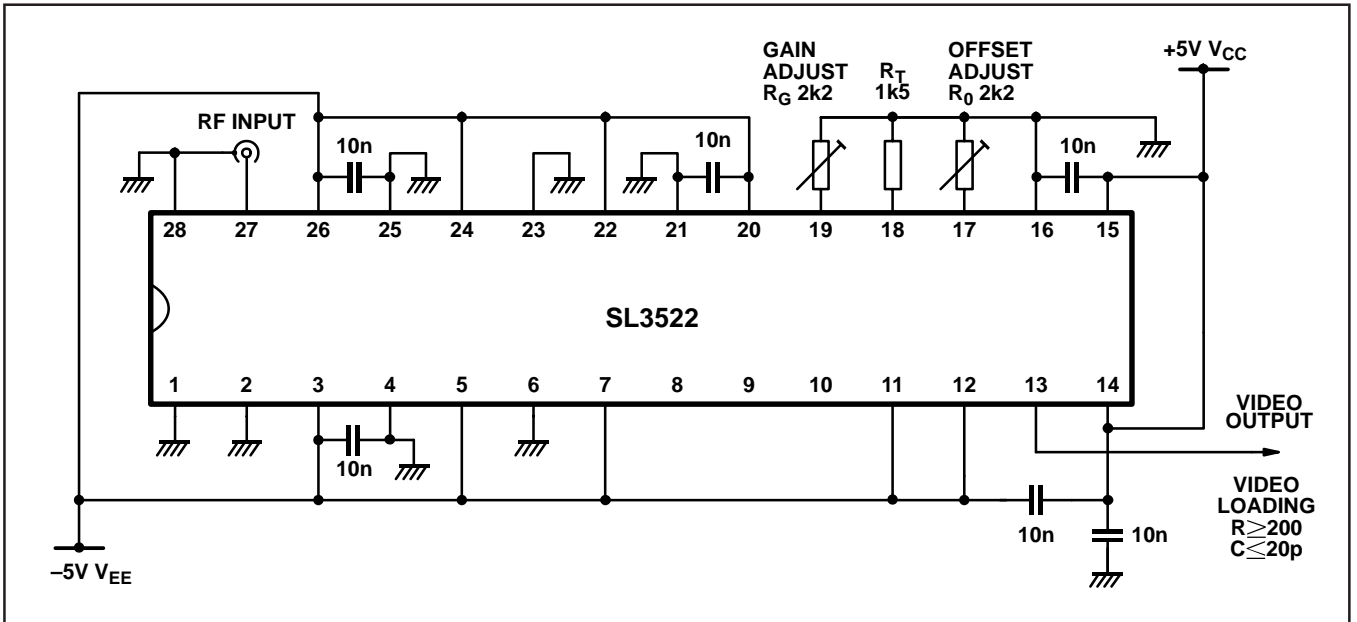 GAIN
ADJUST
R_G 2k2
R_T
1k5
OFFSET
ADJUST
R_0 2k2
+5V V_CC
RF INPUT
10n
10n
10n
28 27 26 25 24 23 22 21 20 19 18 17 16 15
SL3522
1 2 3 4 5 6 7 8 9 10 11 12 13 14
VIDEO
OUTPUT
10n
10n
10n
VIDEO
LOADING
R≥200
C≤20p
–5V V_EE